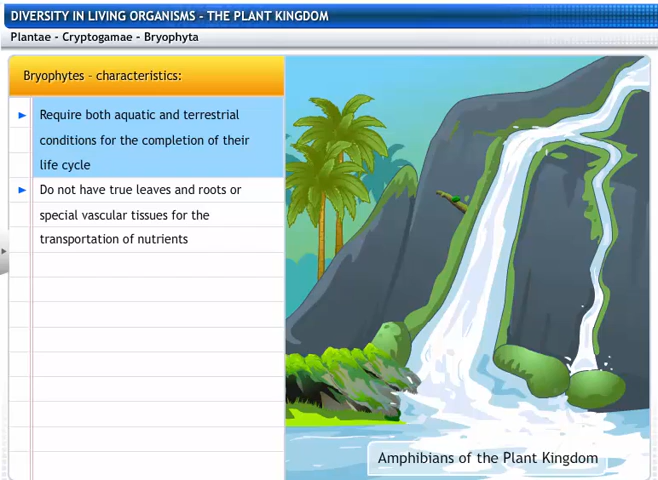 DIVERSITY IN LIVING ORGANISMS - THE PLANT KINGDOM
Plantae - Cryptogamae - Bryophyta
Bryophytes - characteristics:
Require both aquatic and terrestrial
conditions for the completion of their
life cycle
Do not have true leaves and roots or
special vascular tissues for the
transportation of nutrients
Amphibians of the Plant Kingdom